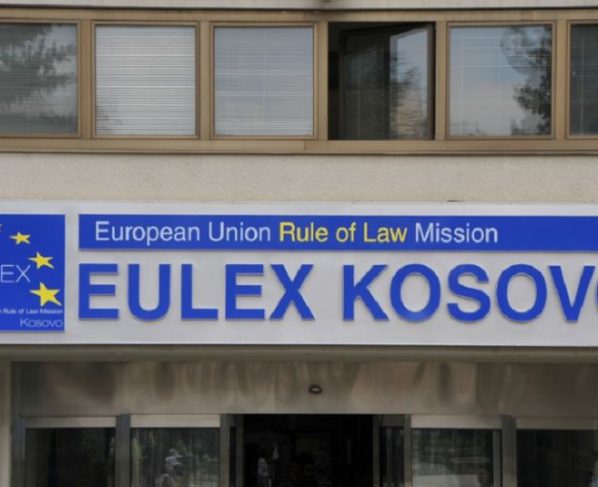 European Union Rule of Law Mission
EULEX KOSOVO
EX
Rule of Law Mission
Kosovo